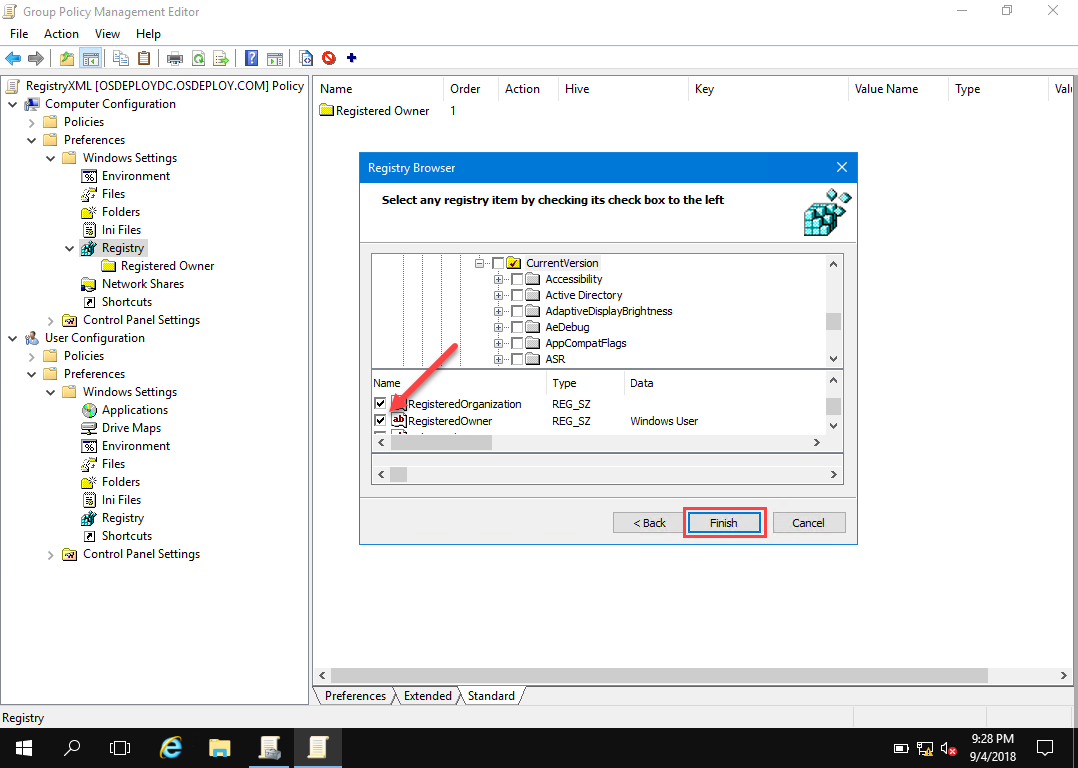 Group Policy Management Editor
File Action View Help
RegistryXML [OSDEPLOYDC.OSDEPLOY.COM] Policy
Computer Configuration
Policies
Preferences
Windows Settings
Environment
Files
Folders
Ini Files
Registry
Registered Owner
Network Shares
Shortcuts
Control Panel Settings
User Configuration
Policies
Preferences
Windows Settings
Applications
Drive Maps
Environment
Files
Folders
Ini Files
Registry
Shortcuts
Control Panel Settings
Name Order Action Hive Key Value Name Type Valu
Registered Owner 1
Registry Browser
Select any registry item by checking its check box to the left
CurrentVersion
Accessibility
Active Directory
AdaptiveDisplayBrightness
AeDebug
AppCompatFlags
ASR
Name Type Data
RegisteredOrganization REG_SZ
ab RegisteredOwner REG_SZ Windows User
< Back Finish Cancel
Preferences Extended Standard
Registry
9:28 PM
9/4/2018